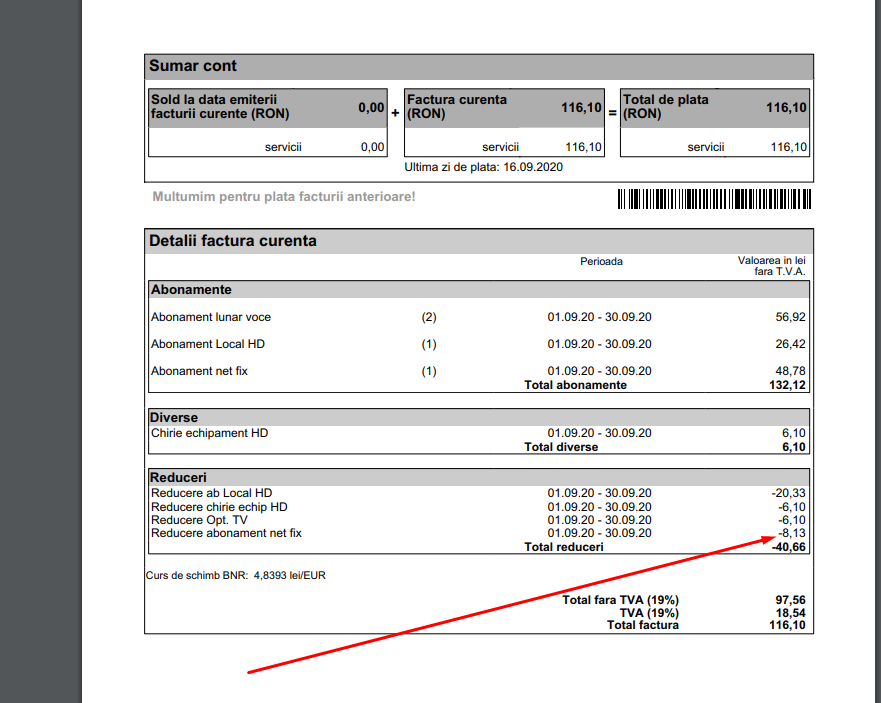 Sumar cont
Sold la data emiterii facturii curente (RON) 0,00 + Factura curenta (RON) 116,10 = Total de plata (RON) 116,10
servicii 0,00 servicii 116,10 servicii 116,10
Ultima zi de plata: 16.09.2020
Multumim pentru plata facturii anterioare!
Detalii factura curenta
Perioada Valoarea in lei fara T.V.A.
Abonamente
Abonament lunar voce (2) 01.09.20 - 30.09.20 56,92
Abonament Local HD (1) 01.09.20 - 30.09.20 26,42
Abonament net fix (1) 01.09.20 - 30.09.20 48,78
Total abonamente 132,12
Diverse
Chirie echipament HD 01.09.20 - 30.09.20 6,10
Total diverse 6,10
Reduceri
Reducere ab Local HD 01.09.20 - 30.09.20 -20,33
Reducere chirie echip HD 01.09.20 - 30.09.20 -6,10
Reducere Opt. TV 01.09.20 - 30.09.20 -6,10
Reducere abonament net fix 01.09.20 - 30.09.20 -8,13
Total reduceri -40,66
Curs de schimb BNR: 4,8393 lei/EUR
Total fara TVA (19%) 97,56
TVA (19%) 18,54
Total factura 116,10